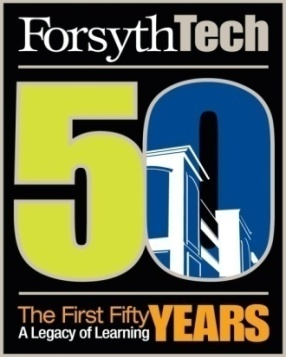 ForsythTech
50
The First Fifty
A Legacy of Learning YEARS